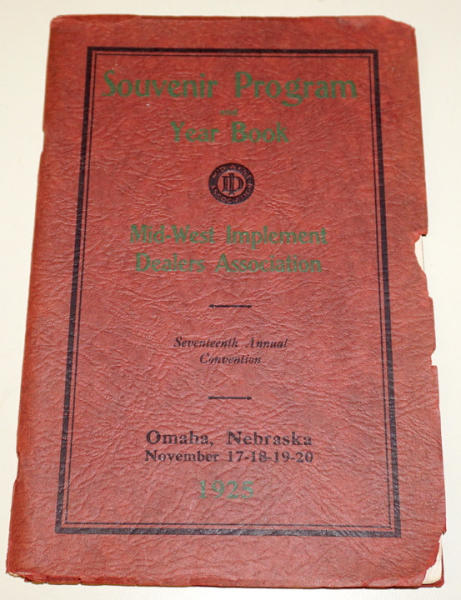 Souvenir Program
Year Book
Mid-West Implement
Dealers Association
Seventeenth Annual
Convention
Omaha, Nebraska
November 17-18-19-20
1925